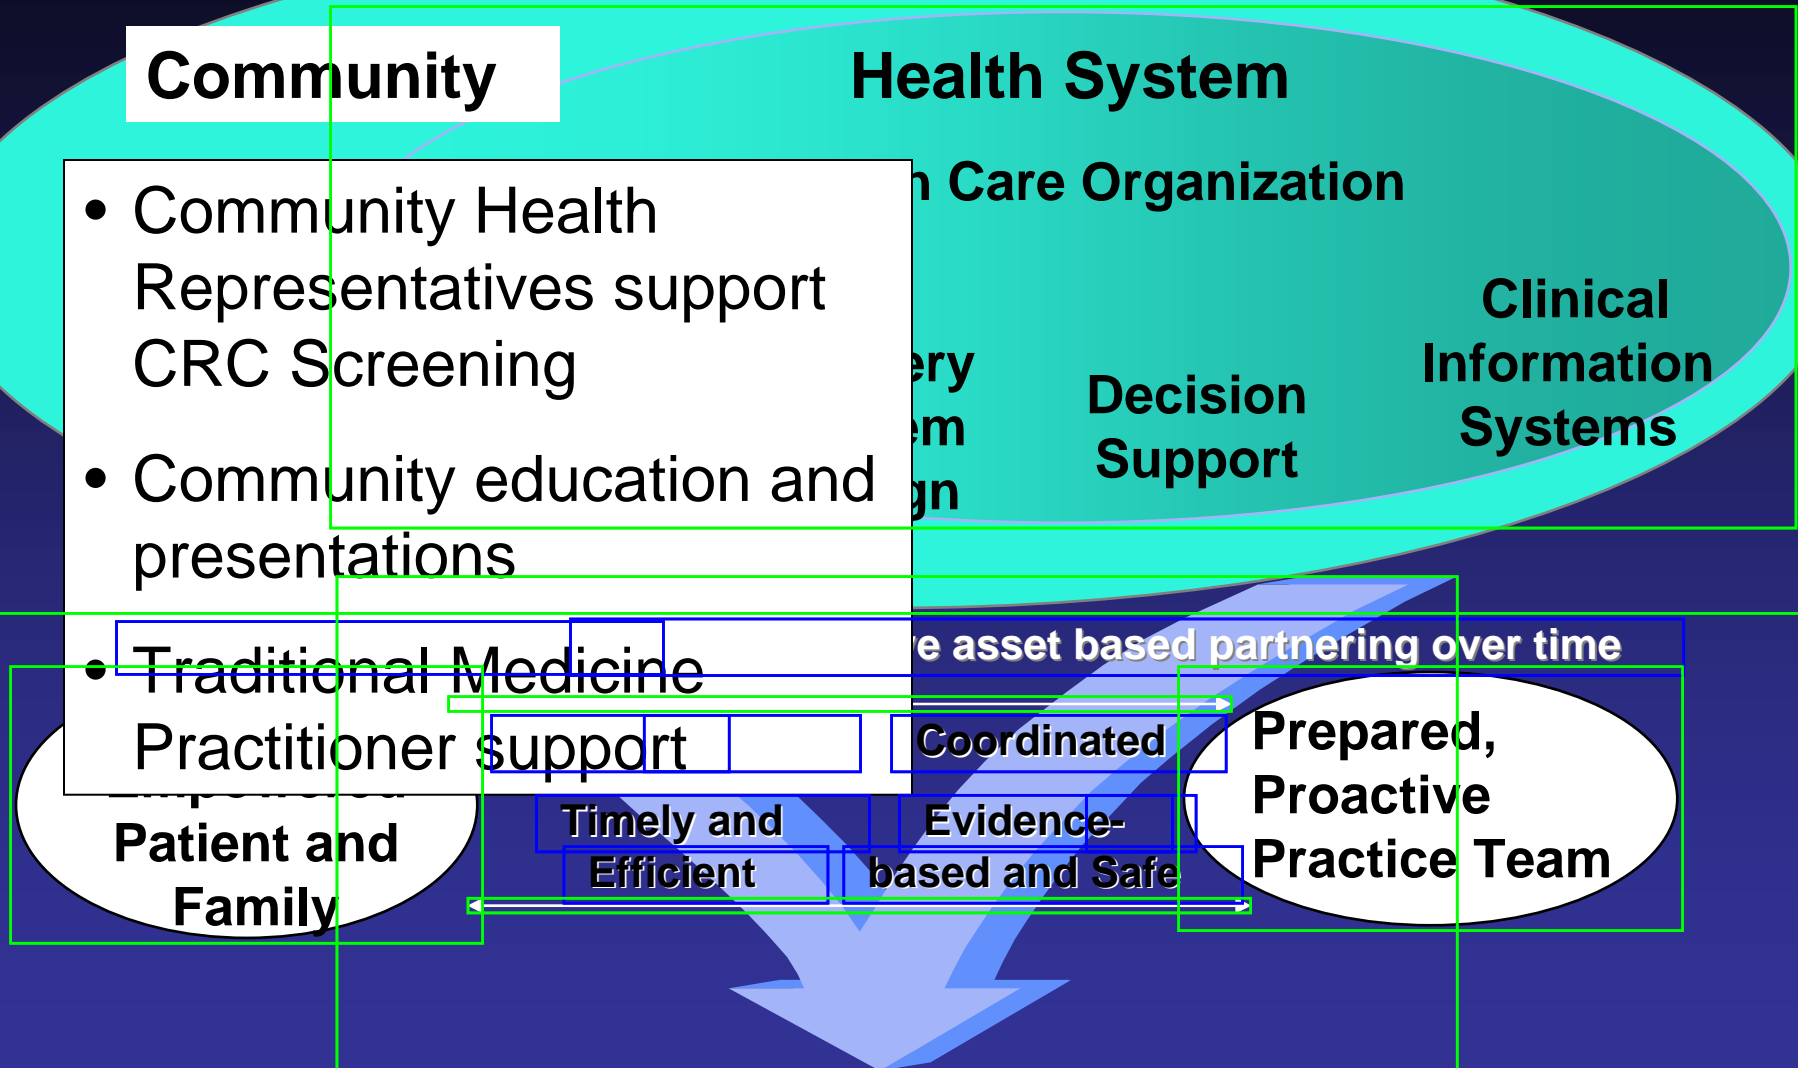 Community
Health System
Care Organization
• Community Health
Representatives support
CRC Screening
• Community education and
presentations
• Traditional Medicine
Practitioner support
Decision
Support
Clinical
Information
Systems
asset based partnering over time
Coordinated
Timely and
Efficient
Evidence-
based and Safe
Patient and
Family
Prepared,
Proactive
Practice Team